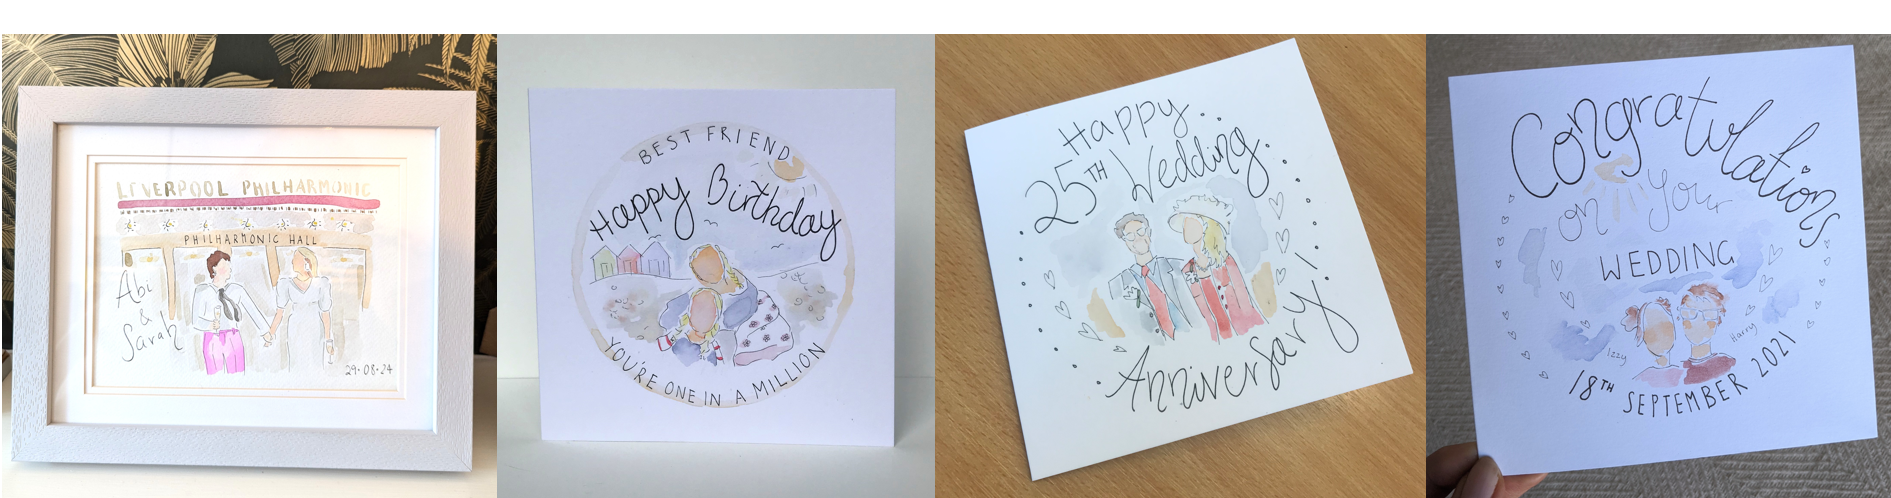 LIVERPOOL PHILHARMONIC
PHILHARMONIC HALL
Abi
&
Sarah
29·08·24
BEST FRIEND
Happy Birthday
YOU'RE ONE IN A MILLION
Happy
25TH Wedding
Anniversary!
Congratulations
on Your
WEDDING
Izzy
Harry
18TH SEPTEMBER 2021